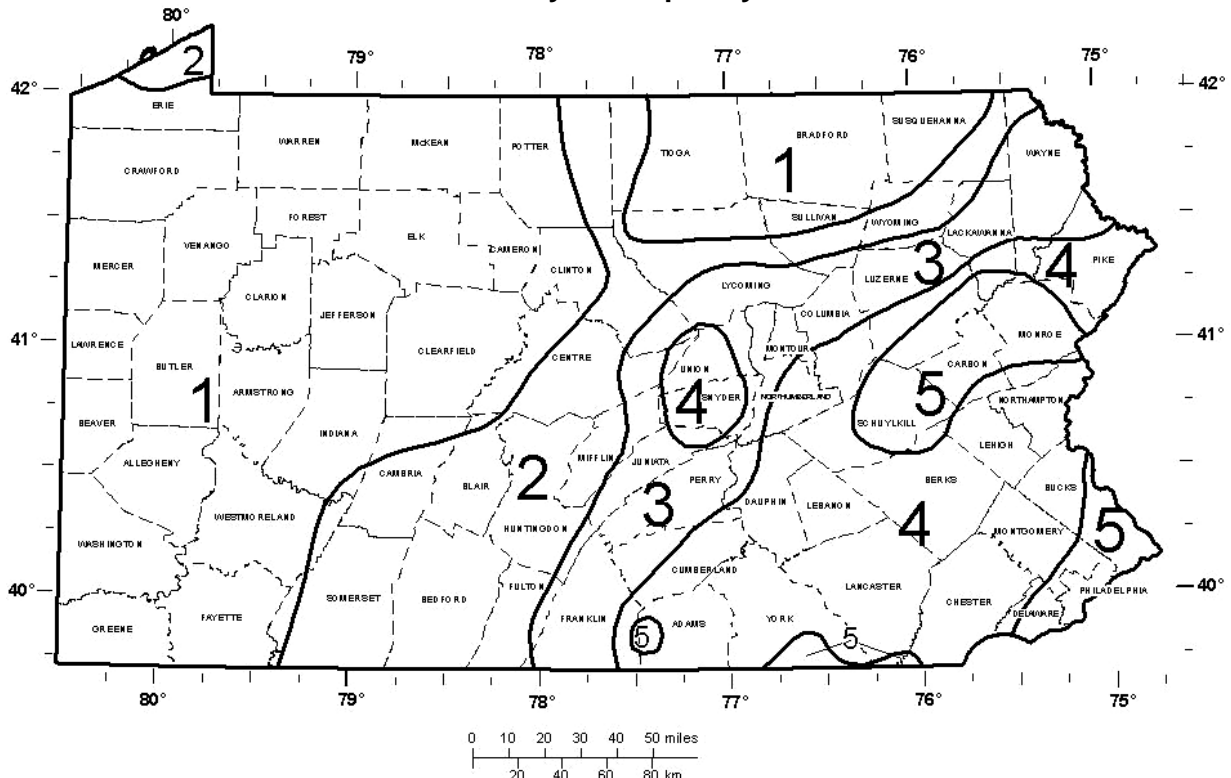 80°
79°
78°
77°
76°
75°
42°
42°
2
ERIE
WARREN
McKEAN
POTTER
TIOGA
BRADFORD
SUSQUEHANNA
WAYNE
CRAWFORD
1
FOREST
ELK
CAMERON
SULLIVAN
WYOMING
LACKAWANNA
VENANGO
MERCER
CLINTON
LYCOMING
LUZERNE
3
4
PIKE
CLARION
JEFFERSON
COLUMBIA
41°
41°
LAWRENCE
CLEARFIELD
CENTRE
MONTOUR
MONROE
BUTLER
UNION
CARBON
1
ARMSTRONG
4
SNYDER
NORTHUMBERLAND
5
NORTHAMPTON
BEAVER
INDIANA
SCHUYLKILL
LEHIGH
ALLEGHENY
CAMBRIA
2
MIFFLIN
JUNIATA
BLAIR
PERRY
BERKS
BUCKS
WESTMORELAND
3
DAUPHIN
LEBANON
4
HUNTINGDON
MONTGOMERY
5
WASHINGTON
CUMBERLAND
40°
40°
SOMERSET
BEDFORD
FULTON
LANCASTER
CHESTER
PHILADELPHIA
GREENE
FAYETTE
FRANKLIN
ADAMS
YORK
DELAWARE
5
5
80°
79°
78°
77°
76°
75°
0 10 20 30 40 50 miles
20 40 60 80 km